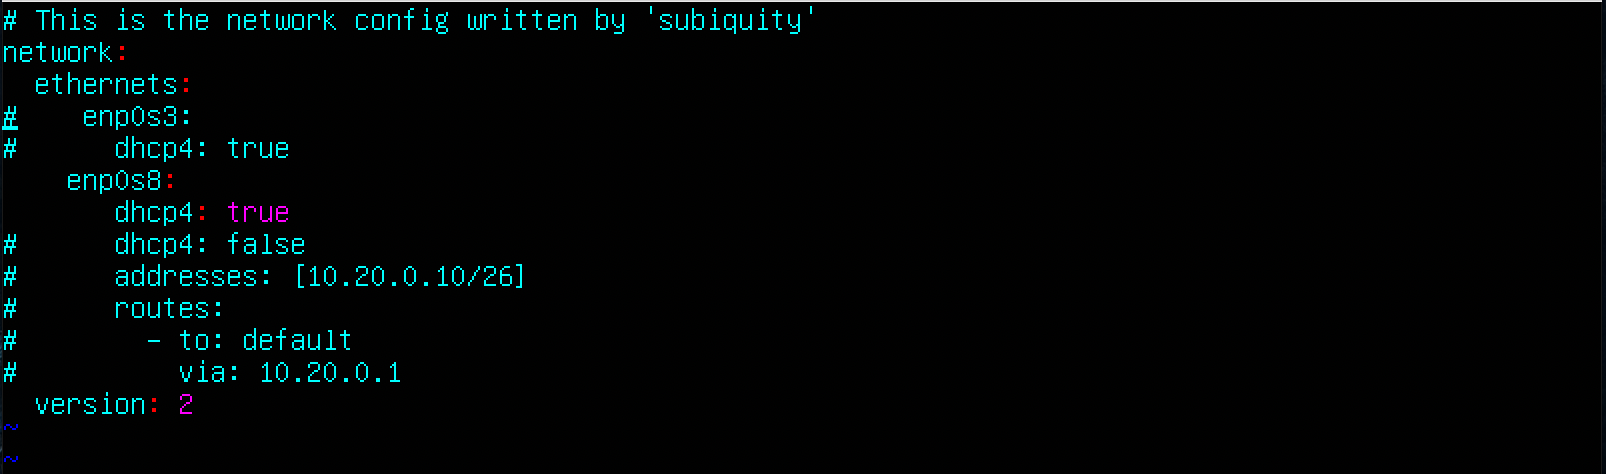 # This is the network config written by 'subiquity'
network:
  ethernets:
#    enp0s3:
#      dhcp4: true
    enp0s8:
       dhcp4: true
#      dhcp4: false
#      addresses: [10.20.0.10/26]
#      routes:
#        - to: default
#          via: 10.20.0.1
  version: 2
~
~